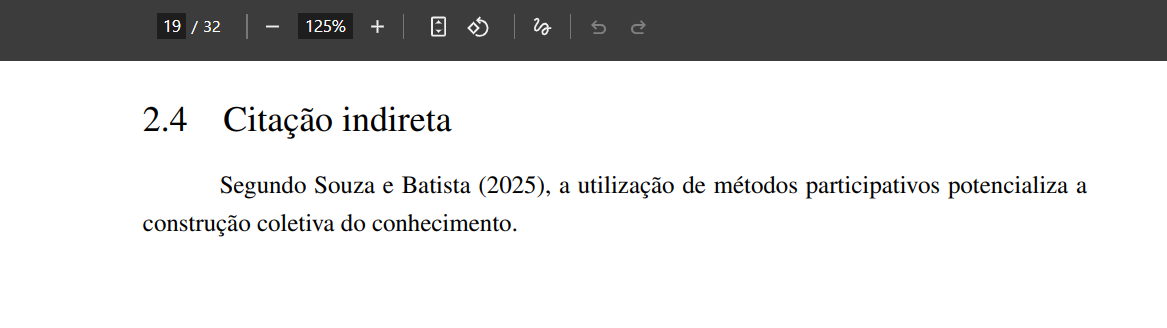 19 / 32 125%
2.4 Citação indireta
Segundo Souza e Batista (2025), a utilização de métodos participativos potencializa a
construção coletiva do conhecimento.